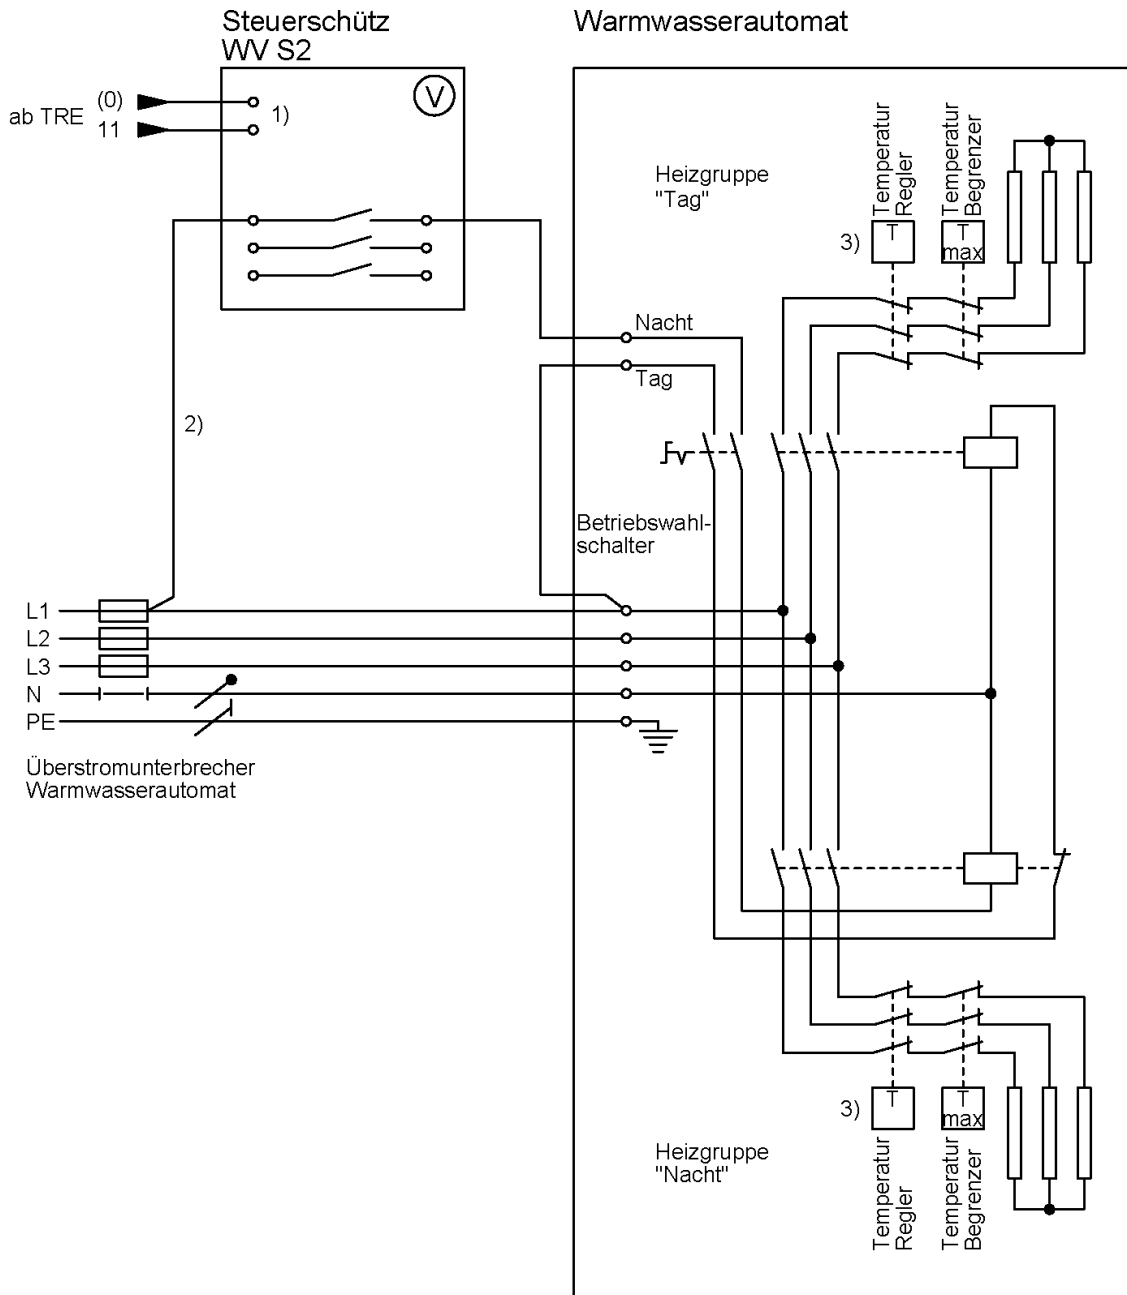 Steuerschütz
WV S2
Warmwasserautomat
ab TRE
(0)
11
1)
V
Heizgruppe
"Tag"
Temperatur
Regler
Temperatur
Begrenzer
3)
T
T
max
Nacht
Tag
2)
Betriebswahl-
schalter
L1
L2
L3
N
PE
Überstromunterbrecher
Warmwasserautomat
3)
T
T
max
Heizgruppe
"Nacht"
Temperatur
Regler
Temperatur
Begrenzer